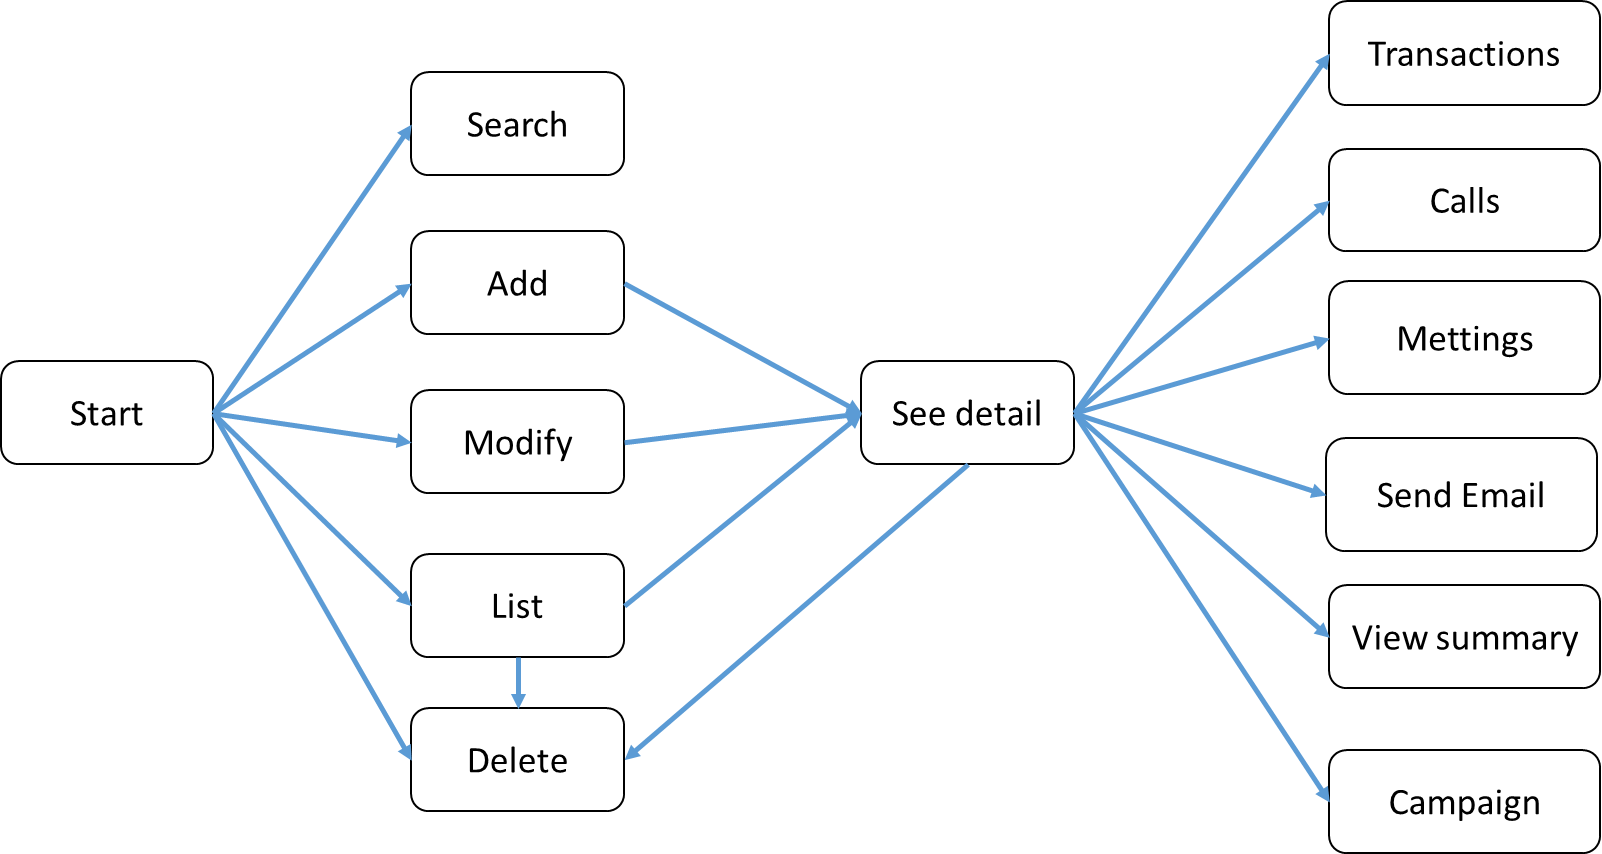 Start
Search
Add
Modify
List
Delete
See detail
Transactions
Calls
Mettings
Send Email
View summary
Campaign